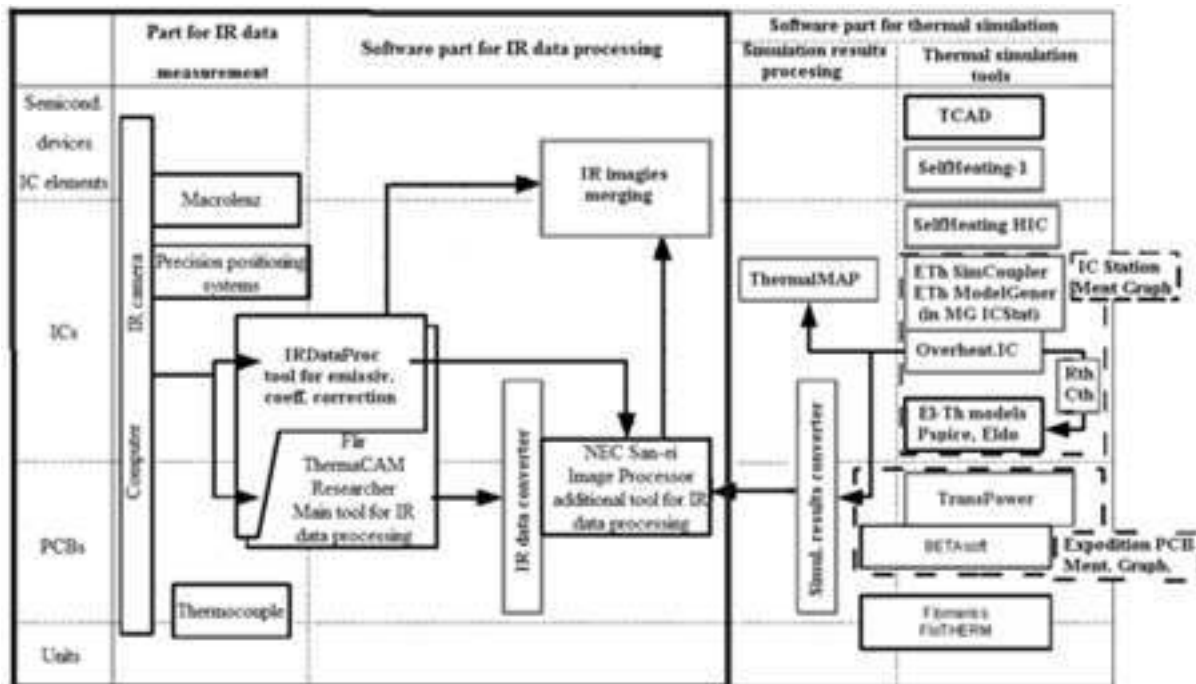 Part for IR data
measurement
Software part for IR data processing
Software part for thermal simulation
Simulation results
procesing
Thermal simulation
tools
Semicond.
devices
IC elements
ICs
PCBs
Units
IR camera
Computer
Macrolenz
Precision positioning
systems
Thermocouple
IRDataProc
tool for emissiv.
coeff. correction
Flir
ThermaCAM
Researcher
Main tool for IR
data processing
IR data converter
IR imagies
merging
NEC San-ei
Image Processor
additional tool for IR
data processing
ThermalMAP
Simul. results converter
TCAD
SelfHeating-1
SelfHeating HIC
ETh SimCoupler
ETh ModelGener
(in MG ICStat)
IC Station
Ment Graph
Overheat.IC
Rth
Cth
El-Th models
Pspice, Eldo
TransPower
BETAsoft
Expedition PCB
Ment. Graph.
FloTHERM